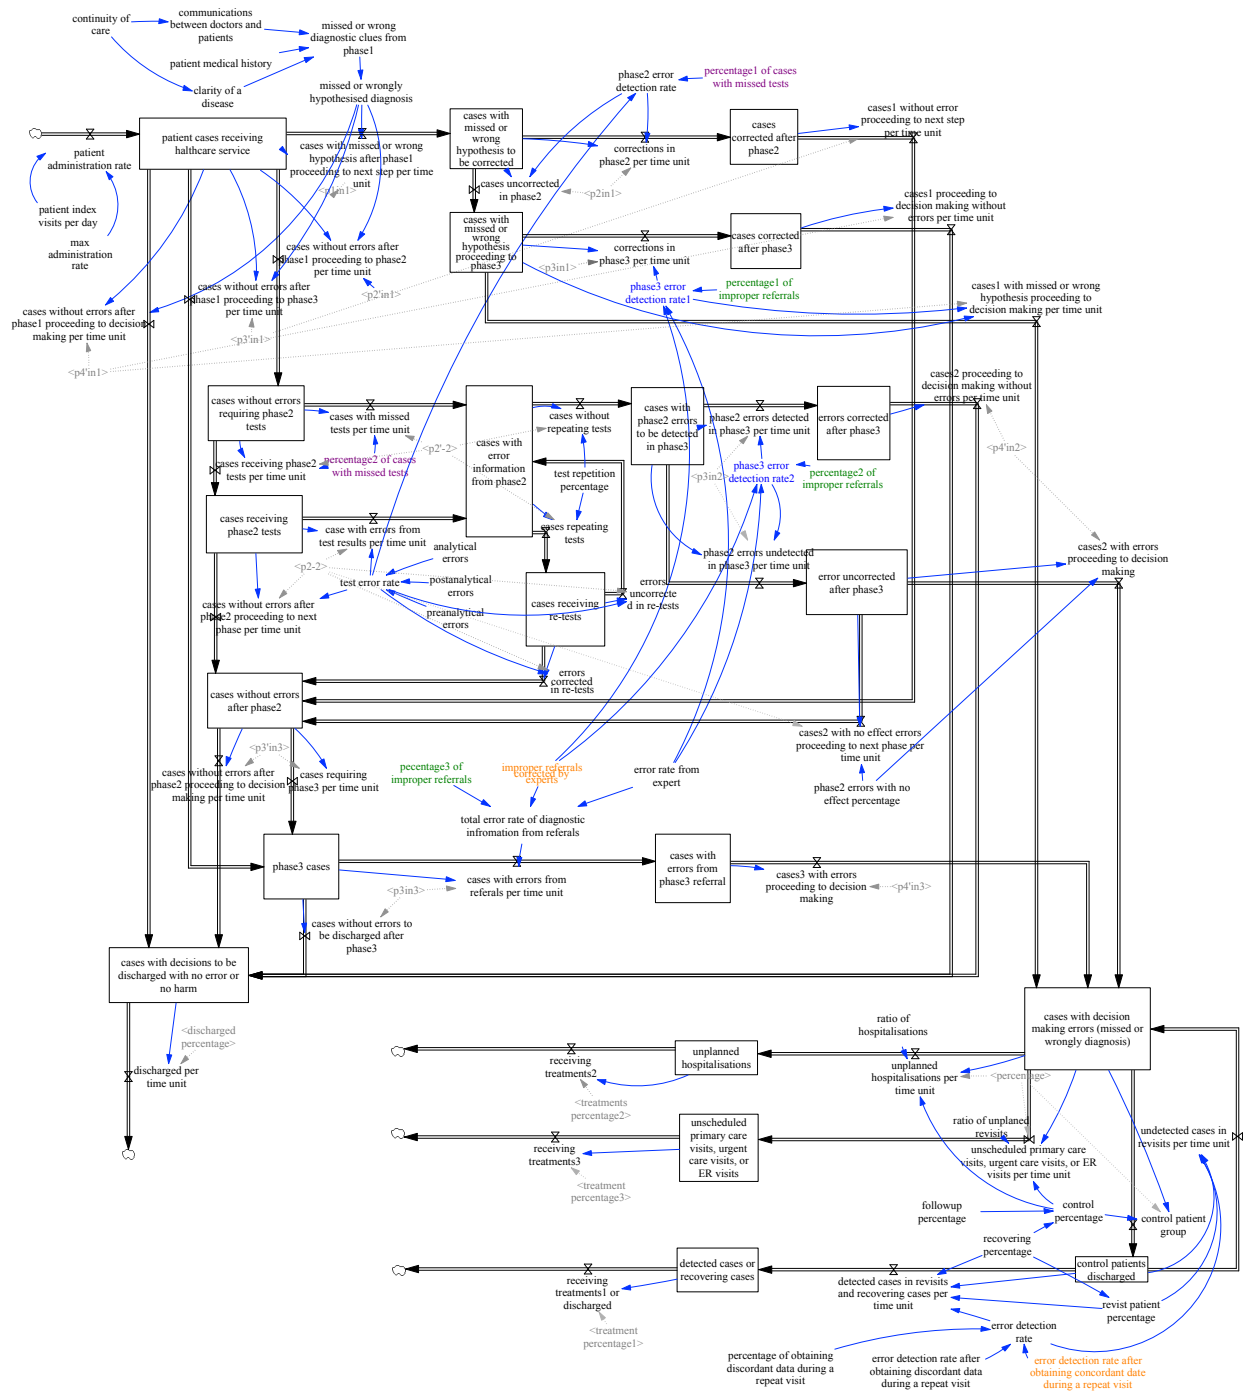 continuity of
care
communications
between doctors and
patients
missed or wrong
diagnostic clues from
phase1
patient medical history
clarity of a
disease
missed or wrongly
hypothesised diagnosis
phase2 error
detection rate
percentage1 of cases
with missed tests
patient cases receiving
halthcare service
patient
administration rate
patient index
visits per day
max
administration
rate
cases with missed or wrong
hypothesis after phase1
proceeding to next step per time
unit
<p1in1>
cases with
missed or
wrong
hypothesis to
be corrected
corrections in
phase2 per time unit
cases
corrected after
phase2
cases1 without error
proceeding to next step
per time unit
cases uncorrected
in phase2
<p2in1>
cases with
missed or
wrong
hypothesis
proceeding to
phase3
corrections in
phase3 per time unit
<p3in1>
cases corrected
after phase3
cases1 proceeding to
decision making without
errors per time unit
phase3 error
detection rate1
percentage1 of
improper referrals
cases1 with missed or wrong
hypothesis proceeding to
decision making per time unit
cases without errors after
phase1 proceeding to phase2
per time unit
<p2'in1>
cases without errors after
phase1 proceeding to phase3
per time unit
<p3'in1>
cases without errors after
phase1 proceeding to decision
making per time unit
<p4'in1>
cases without errors
requiring phase2
tests
cases with missed
tests per time unit
cases with
error
information
from phase2
cases without
repeating tests
cases with
phase2 errors
to be detected
in phase3
phase2 errors detected
in phase3 per time unit
errors corrected
after phase3
cases2 proceeding to
decision making without
errors per time unit
cases receiving phase2
tests per time unit
percentage2 of cases
with missed tests
<p2'-2>
test repetition
percentage
<p3in2>
phase3 error
detection rate2
percentage2 of
improper referrals
<p4'in2>
cases receiving
phase2 tests
case with errors from
test results per time unit
cases repeating
tests
analytical
errors
<p2-2>
test error rate
postanalytical
errors
preanalytical
errors
cases receiving
re-tests
errors
uncorrecte
d in re-tests
phase2 errors undetected
in phase3 per time unit
error uncorrected
after phase3
cases2 with errors
proceeding to decision
making
cases without errors after
phase2 proceeding to next
phase per time unit
cases without errors
after phase2
errors
corrected
in re-tests
cases2 with no effect errors
proceeding to next phase per
time unit
phase2 errors with no
effect percentage
<p3'in3>
cases without errors after
phase2 proceeding to decision
making per time unit
cases requiring
phase3 per time unit
pecentage3 of
improper referrals
improper referrals
corrected by
experts
error rate from
expert
total error rate of diagnostic
infromation from referals
phase3 cases
cases with errors from
referals per time unit
<p3in3>
cases with
errors from
phase3 referral
cases3 with errors
proceeding to decision
making
<p4'in3>
cases without errors to
be discharged after
phase3
cases with decisions to be
discharged with no error or
no harm
<discharged
percentage>
discharged per
time unit
cases with decision
making errors (missed or
wrongly diagnosis)
ratio of
hospitalisations
unplanned
hospitalisations
receiving
treatments2
<treatments
percentage2>
unplanned
hospitalisations per
time unit
<percentage>
ratio of unplaned
revisits
unscheduled
primary care
visits, urgent
care visits, or
ER visits
receiving
treatments3
<treatment
percentage3>
unscheduled primary care
visits, urgent care visits, or ER
visits per time unit
undetected cases in
revisits per time unit
followup
percentage
control
percentage
control patient
group
recovering
percentage
detected cases or
recovering cases
receiving
treatments1 or
discharged
<treatment
percentage1>
control patients
discharged
detected cases in revisits
and recovering cases per
time unit
revist patient
percentage
error detection
rate
percentage of obtaining
discordant data during a
repeat visit
error detection rate after
obtaining discordant data
during a repeat visit
error detection rate after
obtaining concordant date
during a repeat visit